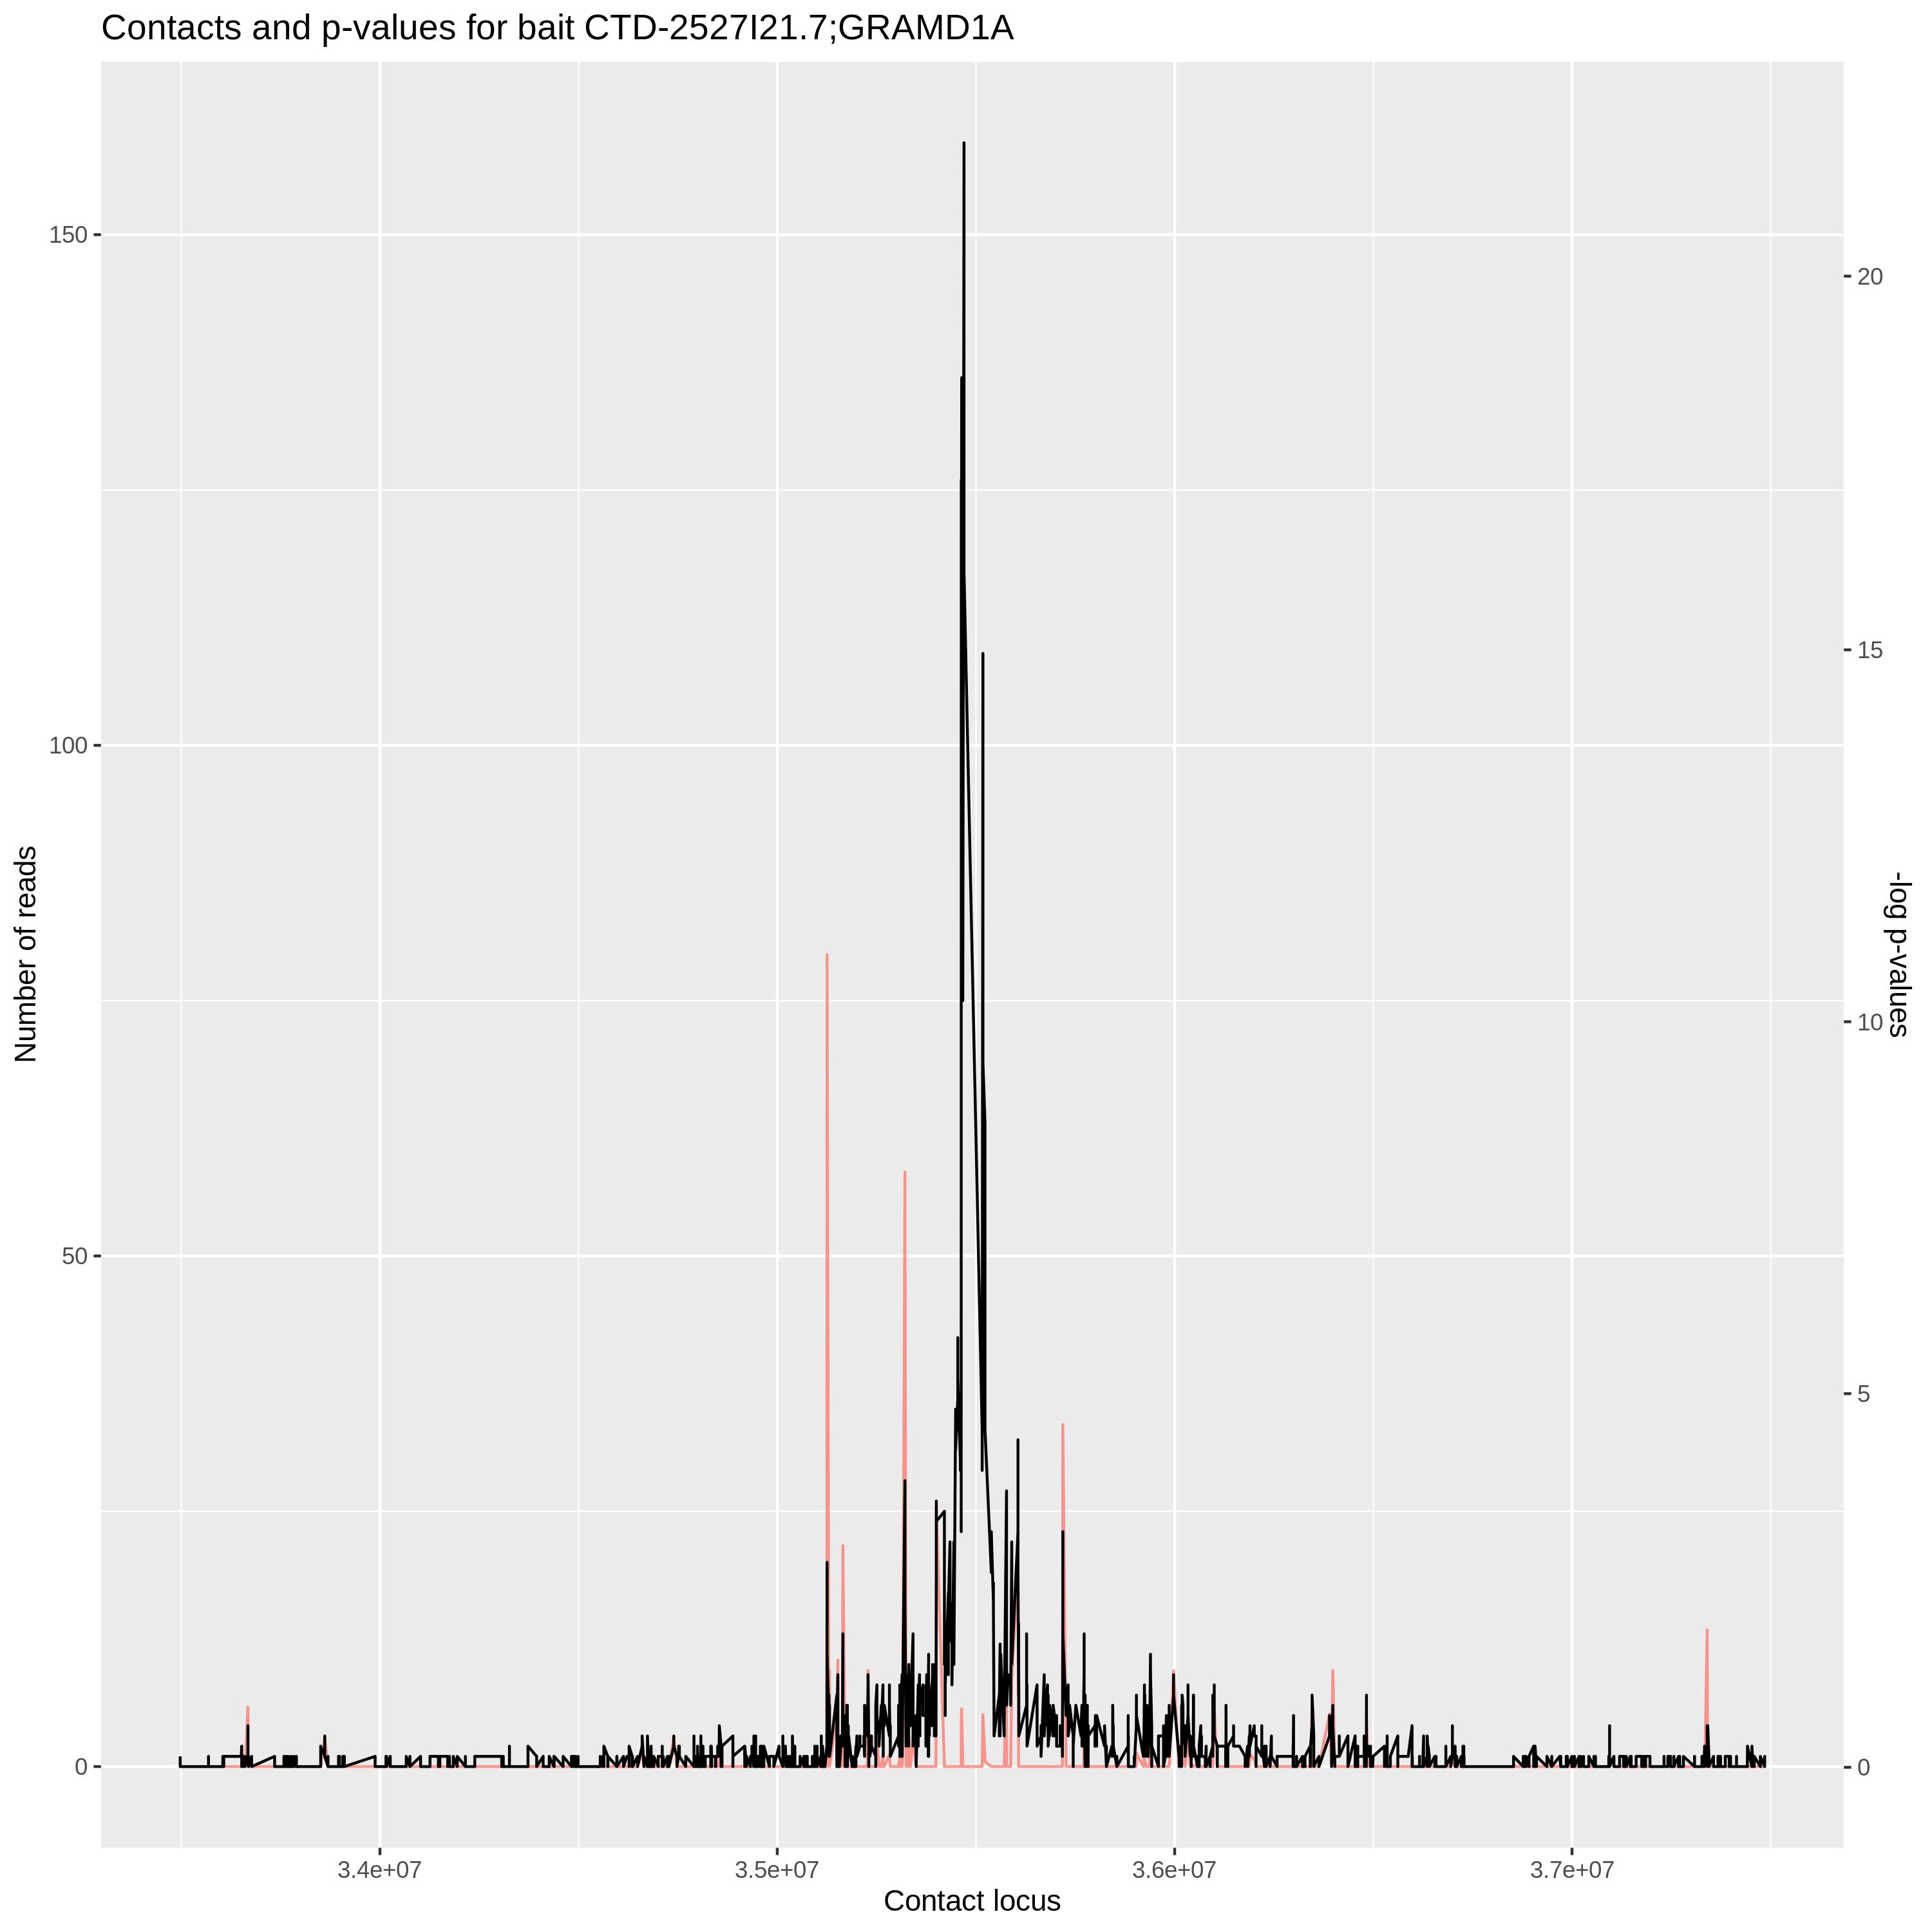 Contacts and p-values for bait CTD-2527I21.7;GRAMD1A
150
100
50
0
Number of reads
20
15
10
5
0
-log p-values
3.4e+07
3.5e+07
3.6e+07
3.7e+07
Contact locus